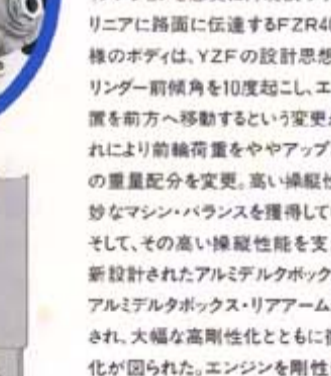 リニアに路面に伝達するFZR4
様のボディは、YZFの設計思想
リンダー前傾角を10度起こし、エ
置を前方へ移動するという変更
れにより前輪荷重をややアップ
の重量配分を変更。高い操縦性
妙なマシン・バランスを獲得して
そして、その高い操縦性能を支
新設計されたアルミデルタボック
アルミデルタボックス・リアアーム
され、大幅な高剛性化とともに
化が図られた。エンジンを剛性